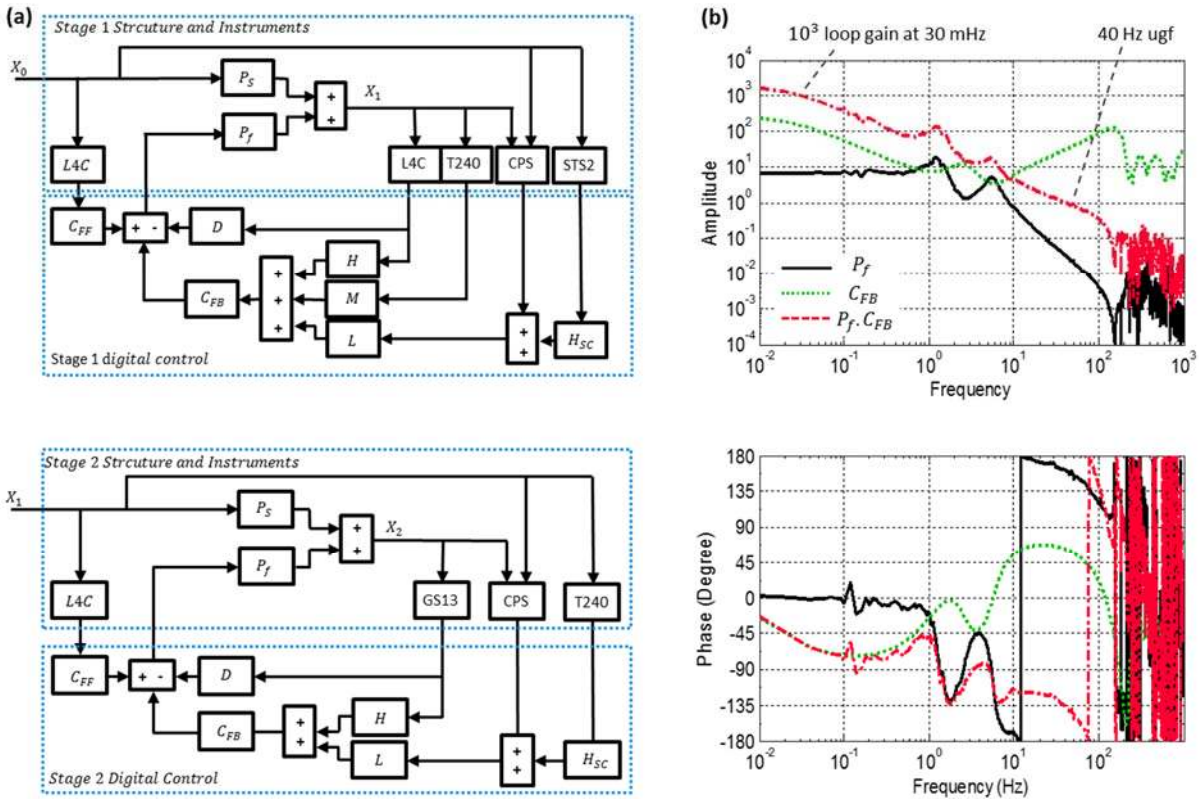 (a)
Stage 1 Strcuture and Instruments
X0
PS
Pf
+
+
X1
L4C
L4C
T240
CPS
STS2
CFF
+ -
D
H
M
L
+
+
+
CFB
+
+
HSC
Stage 1 digital control
Stage 2 Strcuture and Instruments
X1
PS
Pf
+
+
X2
L4C
GS13
CPS
T240
CFF
+ -
D
H
L
+
+
CFB
+
+
HSC
Stage 2 Digital Control
(b)
10^3 loop gain at 30 mHz
40 Hz ugf
10^4
10^3
10^2
10^1
10^0
10^-1
10^-2
10^-3
10^-4
Amplitude
Pf
CFB
Pf. CFB
10^-2
10^-1
10^0
10^1
10^2
10^3
Frequency
180
135
90
45
0
-45
-90
-135
-180
Phase (Degree)
10^-2
10^-1
10^0
10^1
10^2
Frequency (Hz)